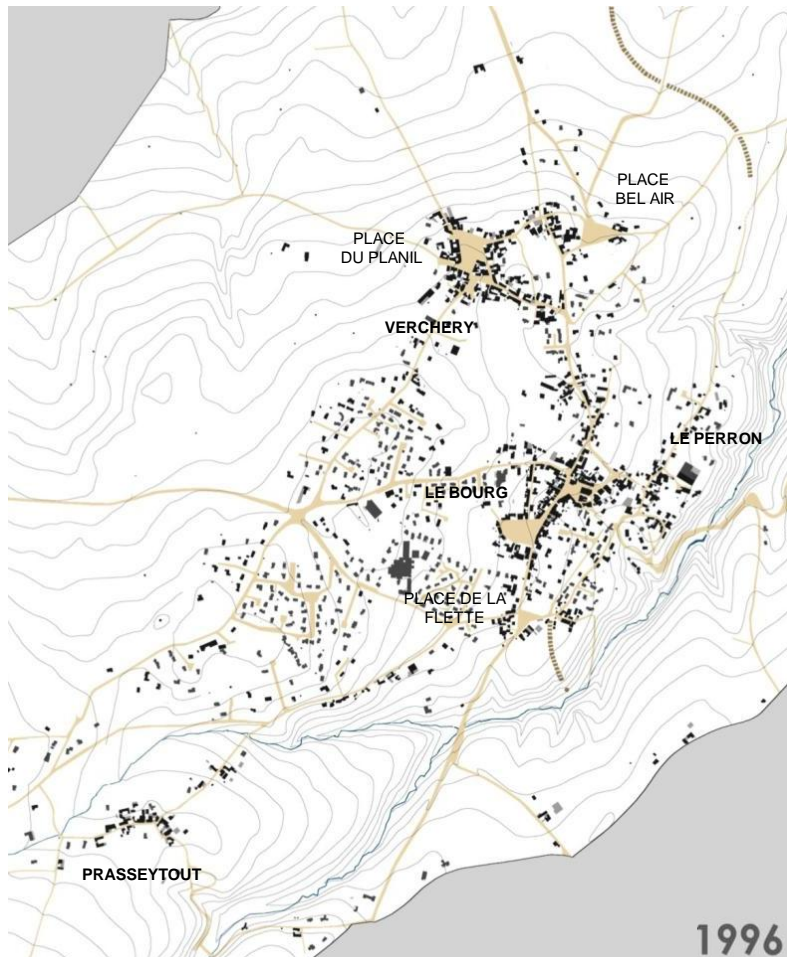 PLACE
BEL AIR
PLACE
DU PLANIL
VERCHERY
LE PERRON
LE BOURG
PLACE DE LA
FLETTE
PRASSEYTOUT
1996